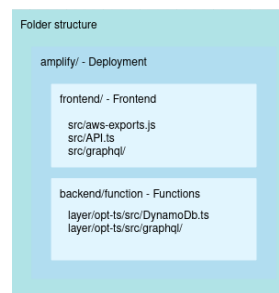 Folder structure
amplify/ - Deployment
frontend/ - Frontend
src/aws-exports.js
src/API.ts
src/graphql/
backend/function - Functions
layer/opt-ts/src/DynamoDb.ts
layer/opt-ts/src/graphql/